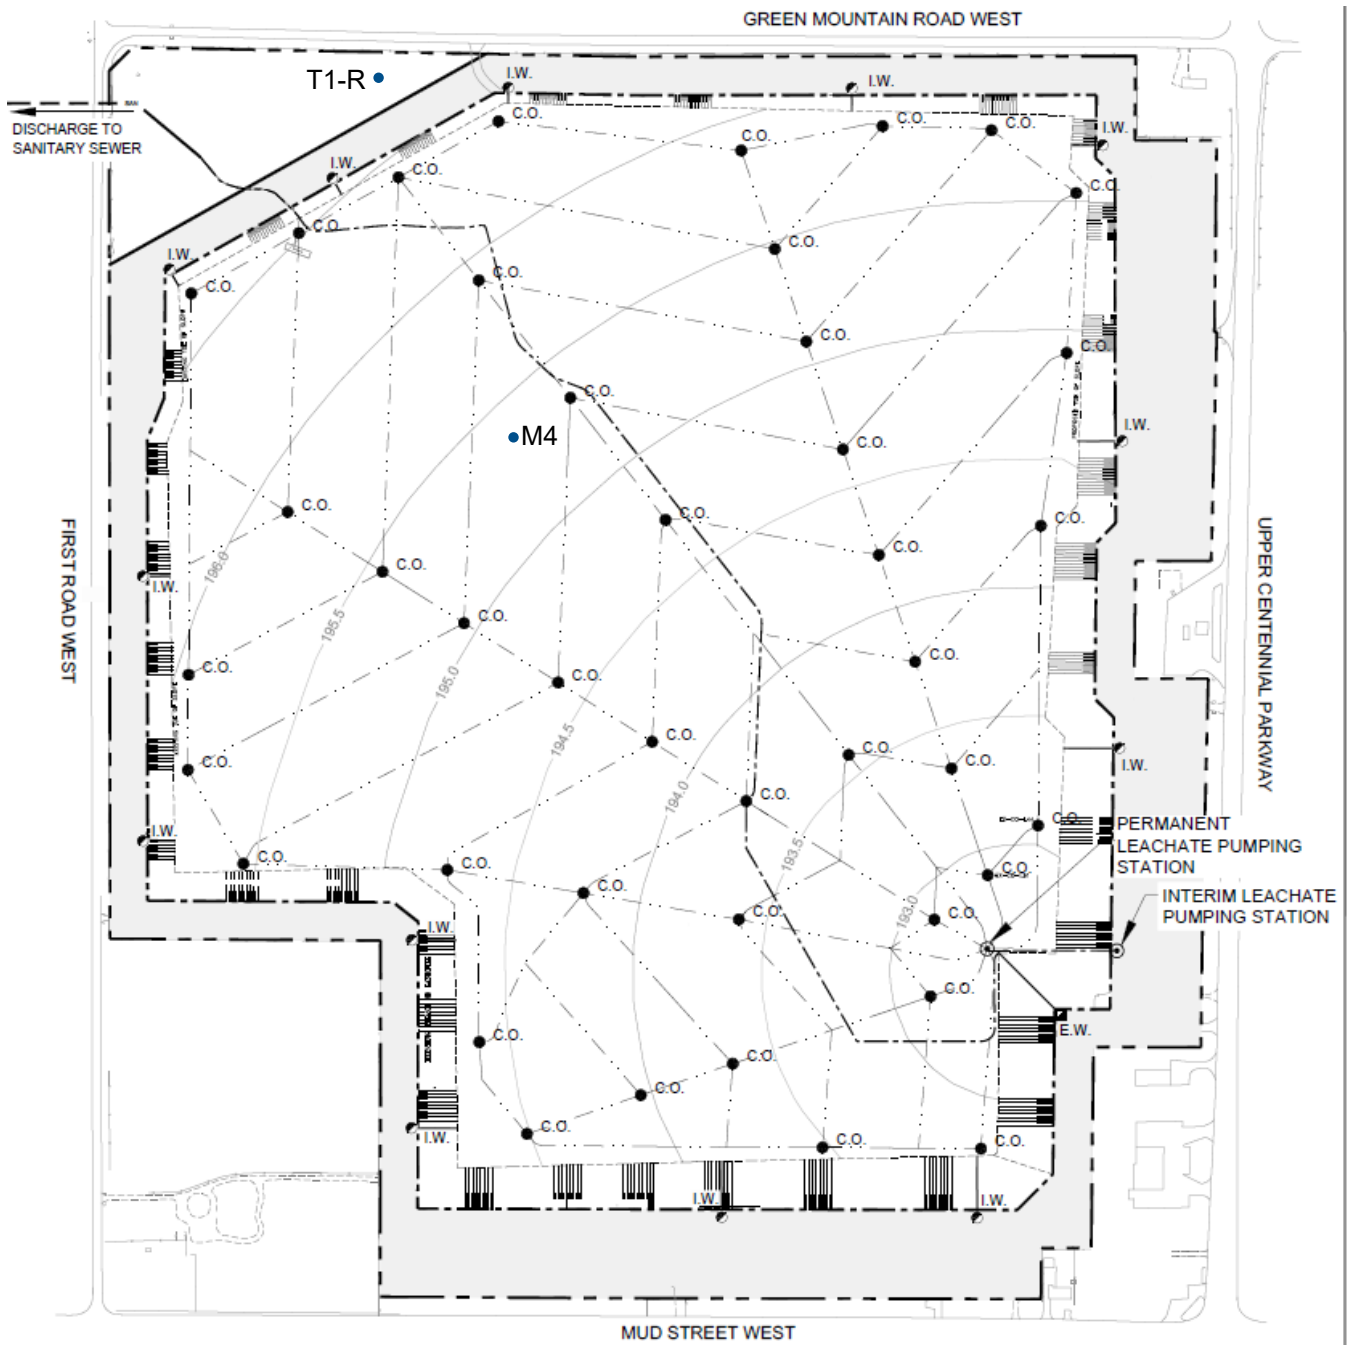 GREEN MOUNTAIN ROAD WEST
T1-R
I.W.
I.W.
DISCHARGE TO
SANITARY SEWER
C.O.
C.O.
C.O.
C.O.
I.W.
I.W.
C.O.
C.O.
C.O.
C.O.
I.W.
C.O.
C.O.
C.O.
C.O.
C.O.
I.W.
M4
C.O.
C.O.
C.O.
C.O.
FIRST ROAD WEST
UPPER CENTENNIAL PARKWAY
196.0
C.O.
C.O.
I.W.
195.5
C.O.
C.O.
C.O.
195.0
C.O.
194.5
C.O.
C.O.
C.O.
I.W.
C.O.
194.0
C.O.
C.O.
PERMANENT
LEACHATE PUMPING
STATION
I.W.
193.5
C.O.
C.O.
C.O.
C.O.
INTERIM LEACHATE
PUMPING STATION
193.0
C.O.
C.O.
I.W.
C.O.
E.W.
C.O.
C.O.
C.O.
C.O.
I.W.
C.O.
C.O.
I.W.
I.W.
MUD STREET WEST